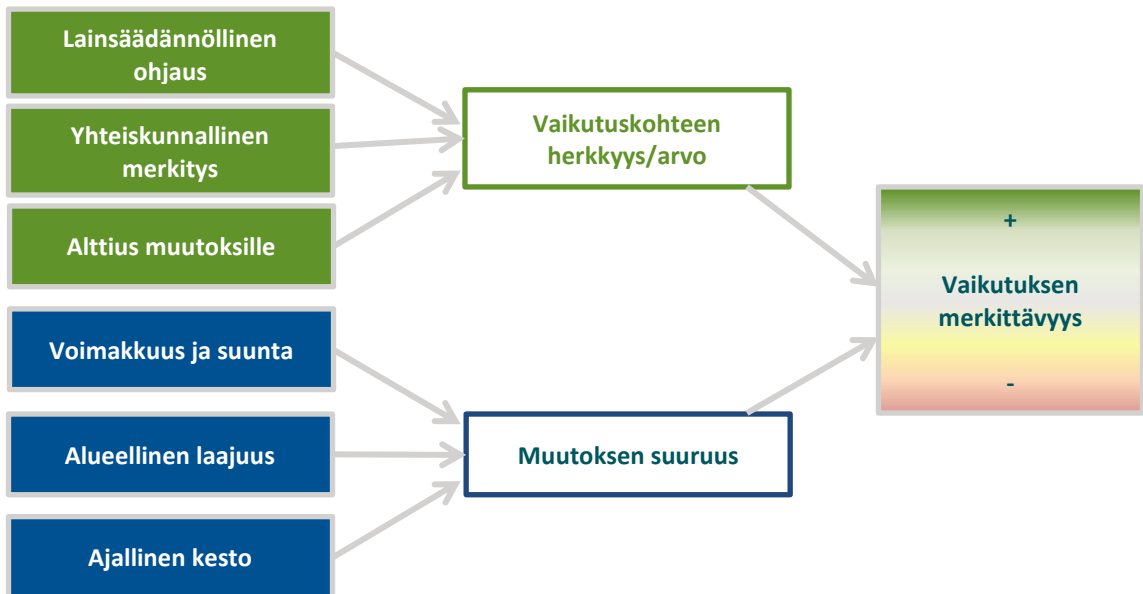 Lainsäädännöllinen
ohjaus
Yhteiskunnallinen
merkitys
Alttius muutoksille
Voimakkuus ja suunta
Alueellinen laajuus
Ajallinen kesto
Vaikutuskohteen
herkkyys/arvo
Muutoksen suuruus
+
Vaikutuksen
merkittävyys
-